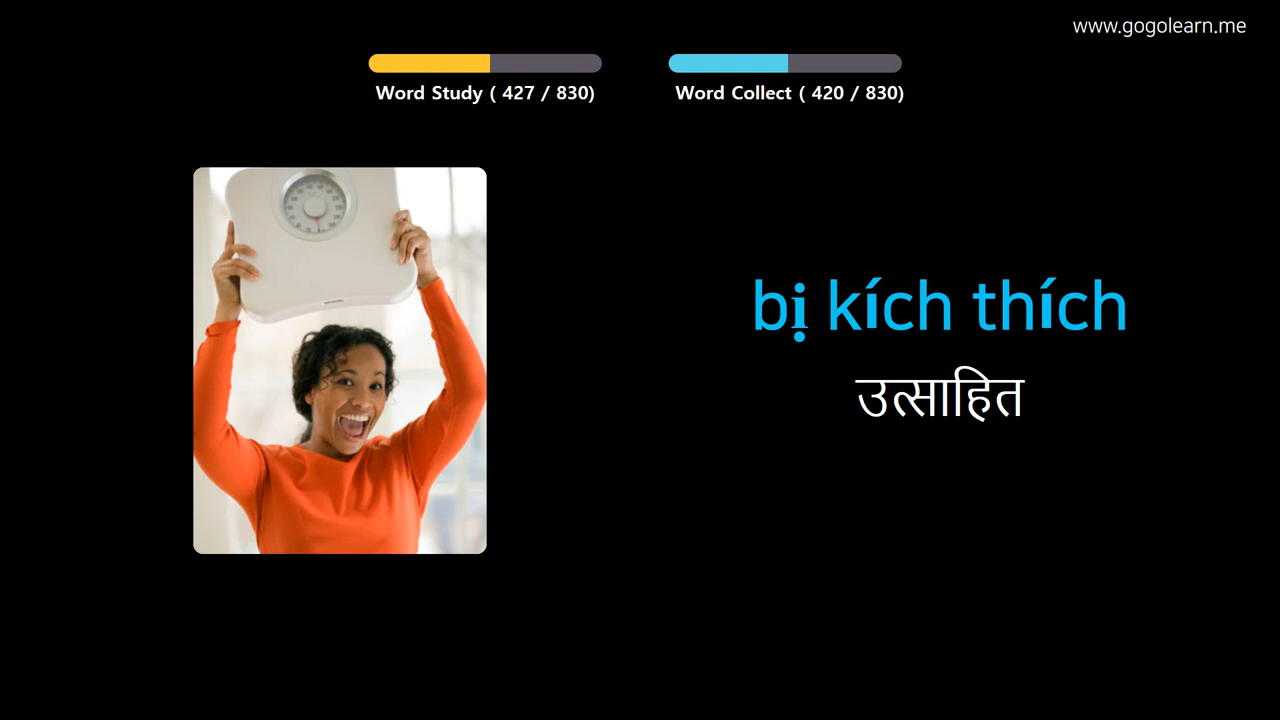 www.gogolearn.me
Word Study ( 427 / 830)
Word Collect ( 420 / 830)
bị kích thích
उत्साहित